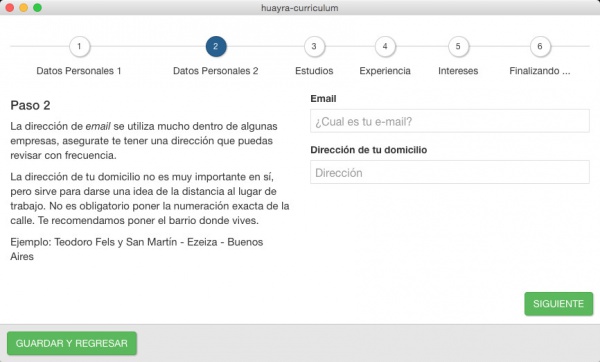 huayra-curriculum
1
2
3
4
5
6
Datos Personales 1
Datos Personales 2
Estudios
Experiencia
Intereses
Finalizando ...
Paso 2
La dirección de email se utiliza mucho dentro de algunas
empresas, asegurate te tener una dirección que puedas
revisar con frecuencia.
La dirección de tu domicilio no es muy importante en sí,
pero sirve para darse una idea de la distancia al lugar de
trabajo. No es obligatorio poner la numeración exacta de la
calle. Te recomendamos poner el barrio donde vives.
Ejemplo: Teodoro Fels y San Martín - Ezeiza - Buenos
Aires
Email
¿Cual es tu e-mail?
Dirección de tu domicilio
Dirección
SIGUIENTE
GUARDAR Y REGRESAR